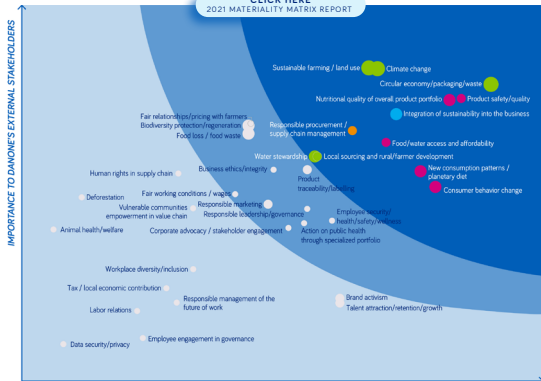 CLICK HERE
2021 MATERIALITY MATRIX REPORT
IMPORTANCE TO DANONE'S EXTERNAL STAKEHOLDERS
Sustainable farming / land use
Climate change
Circular economy/packaging/waste
Nutritional quality of overall product portfolio
Product safety/quality
Integration of sustainability into the business
Fair relationships/pricing with farmers
Biodiversity protection/regeneration
Food loss / food waste
Responsible procurement /
supply chain management
Food/water access and affordability
Water stewardship
Local sourcing and rural/farmer development
Human rights in supply chain
Business ethics/integrity
Product
traceability/labelling
New consumption patterns /
planetary diet
Consumer behavior change
Deforestation
Fair working conditions / wages
Vulnerable communities
empowerment in value chain
Responsible marketing
Responsible leadership/governance
Employee security/
health/safety/wellness
Animal health/welfare
Corporate advocacy / stakeholder engagement
Action on public health
through specialized portfolio
Workplace diversity/inclusion
Tax / local economic contribution
Labor relations
Responsible management of the
future of work
Brand activism
Talent attraction/retention/growth
Data security/privacy
Employee engagement in governance